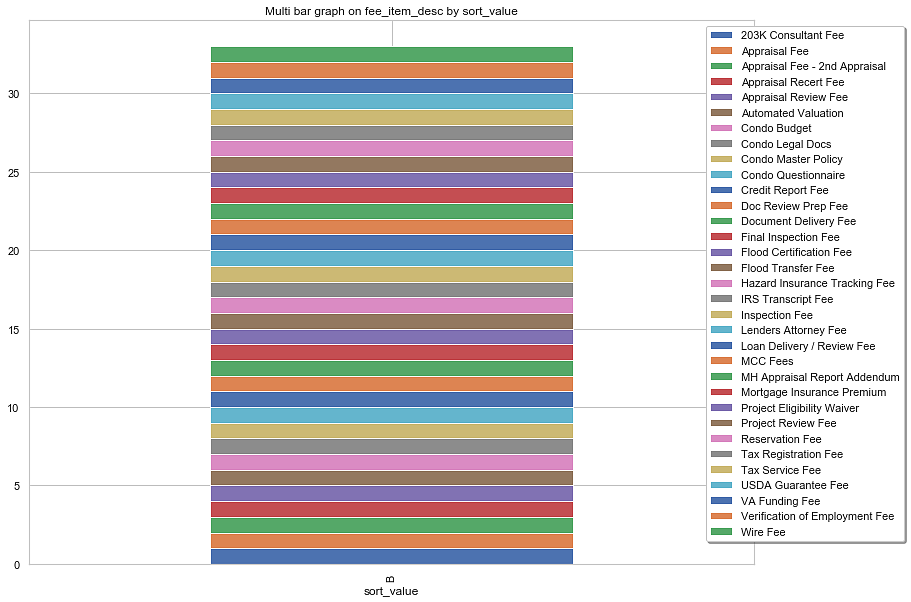 Multi bar graph on fee_item_desc by sort_value
30
25
20
15
10
5
0
B
sort_value
203K Consultant Fee
Appraisal Fee
Appraisal Fee - 2nd Appraisal
Appraisal Recert Fee
Appraisal Review Fee
Automated Valuation
Condo Budget
Condo Legal Docs
Condo Master Policy
Condo Questionnaire
Credit Report Fee
Doc Review Prep Fee
Document Delivery Fee
Final Inspection Fee
Flood Certification Fee
Flood Transfer Fee
Hazard Insurance Tracking Fee
IRS Transcript Fee
Inspection Fee
Lenders Attorney Fee
Loan Delivery / Review Fee
MCC Fees
MH Appraisal Report Addendum
Mortgage Insurance Premium
Project Eligibility Waiver
Project Review Fee
Reservation Fee
Tax Registration Fee
Tax Service Fee
USDA Guarantee Fee
VA Funding Fee
Verification of Employment Fee
Wire Fee